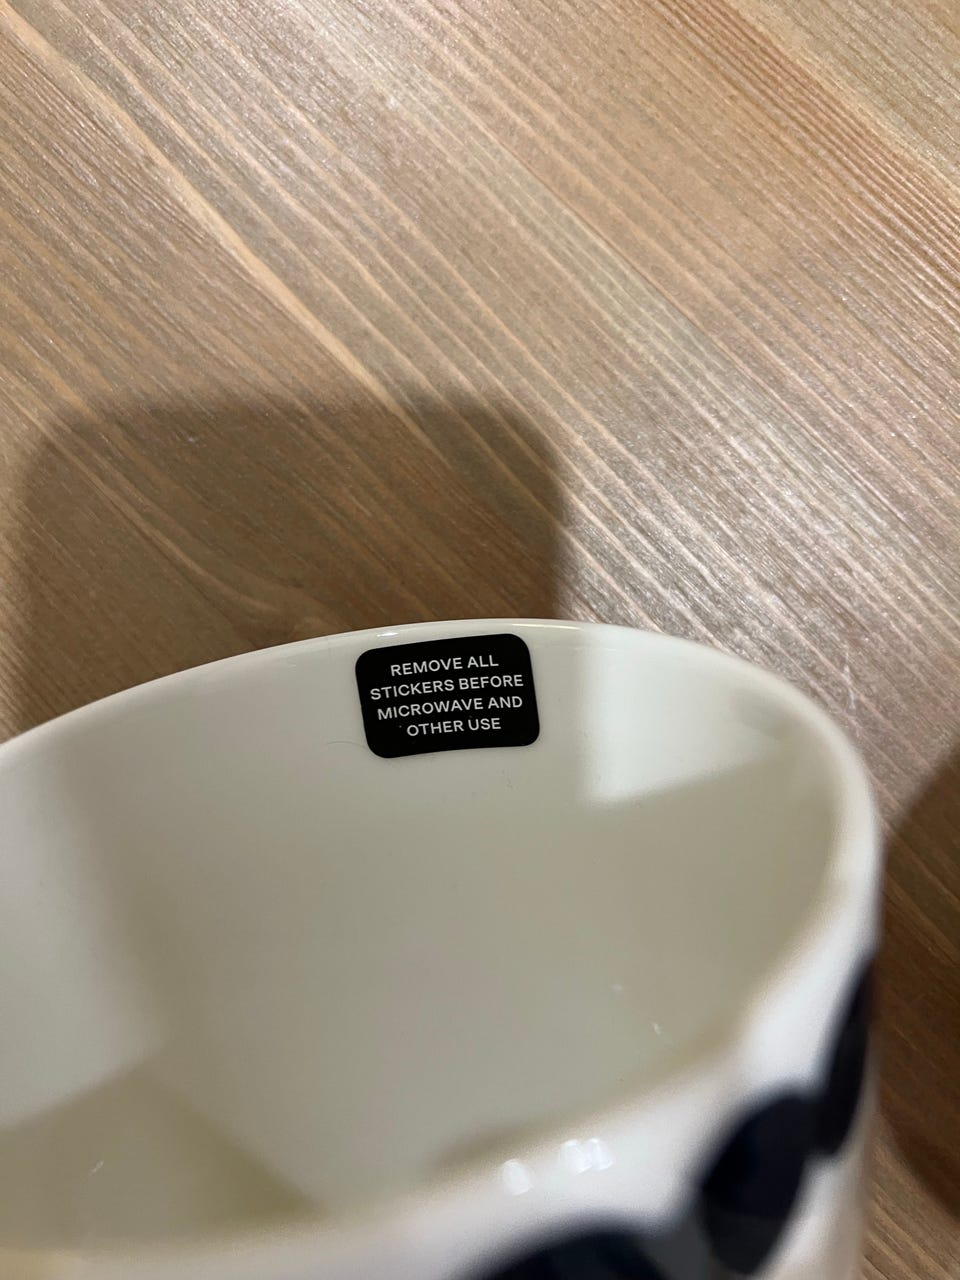 REMOVE ALL
STICKERS BEFORE
MICROWAVE AND
OTHER USE